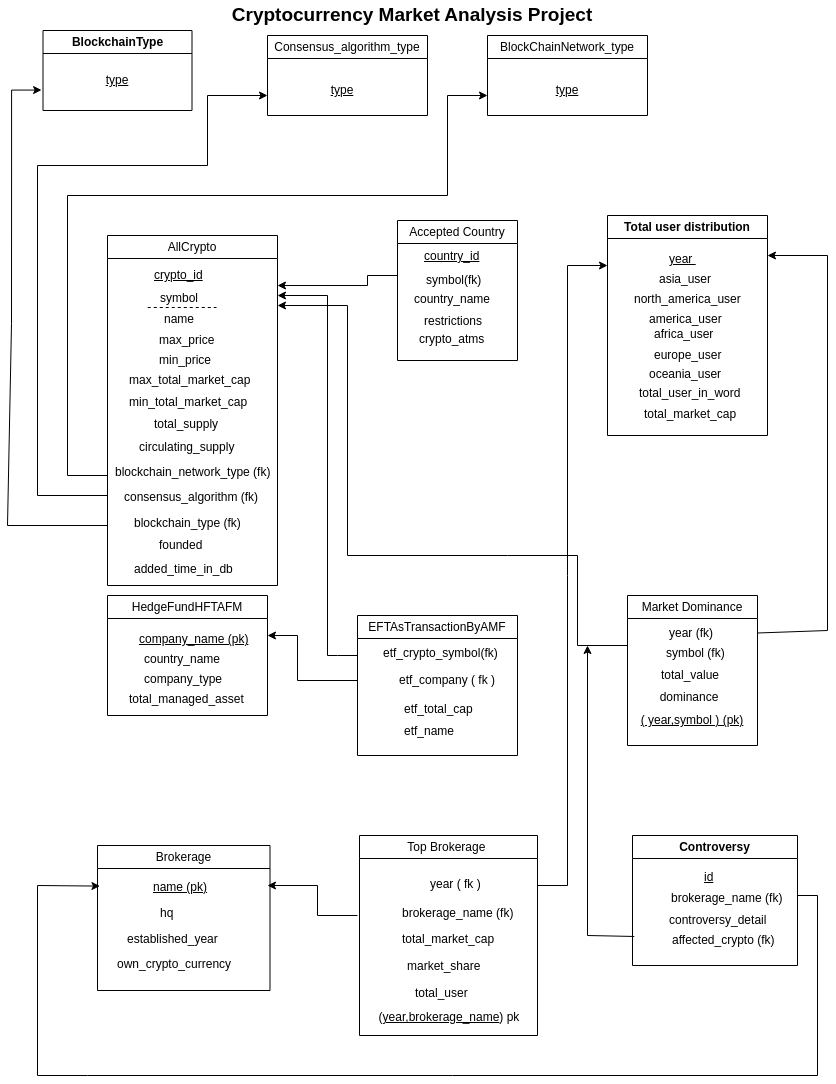 Cryptocurrency Market Analysis Project
BlockchainType
type
Consensus_algorithm_type
type
BlockChainNetwork_type
type
AllCrypto
crypto_id
symbol
name
max_price
min_price
max_total_market_cap
min_total_market_cap
total_supply
circulating_supply
blockchain_network_type (fk)
consensus_algorithm (fk)
blockchain_type (fk)
founded
added_time_in_db
Accepted Country
country_id
symbol(fk)
country_name
restrictions
crypto_atms
Total user distribution
year
asia_user
north_america_user
america_user
africa_user
europe_user
oceania_user
total_user_in_word
total_market_cap
HedgeFundHFTAFM
company_name (pk)
country_name
company_type
total_managed_asset
EFTAsTransactionByAMF
etf_crypto_symbol(fk)
etf_company ( fk )
etf_total_cap
etf_name
Market Dominance
year (fk)
symbol (fk)
total_value
dominance
( year,symbol ) (pk)
Brokerage
name (pk)
hq
established_year
own_crypto_currency
Top Brokerage
year ( fk )
brokerage_name (fk)
total_market_cap
market_share
total_user
(year,brokerage_name) pk
Controversy
id
brokerage_name (fk)
controversy_detail
affected_crypto (fk)